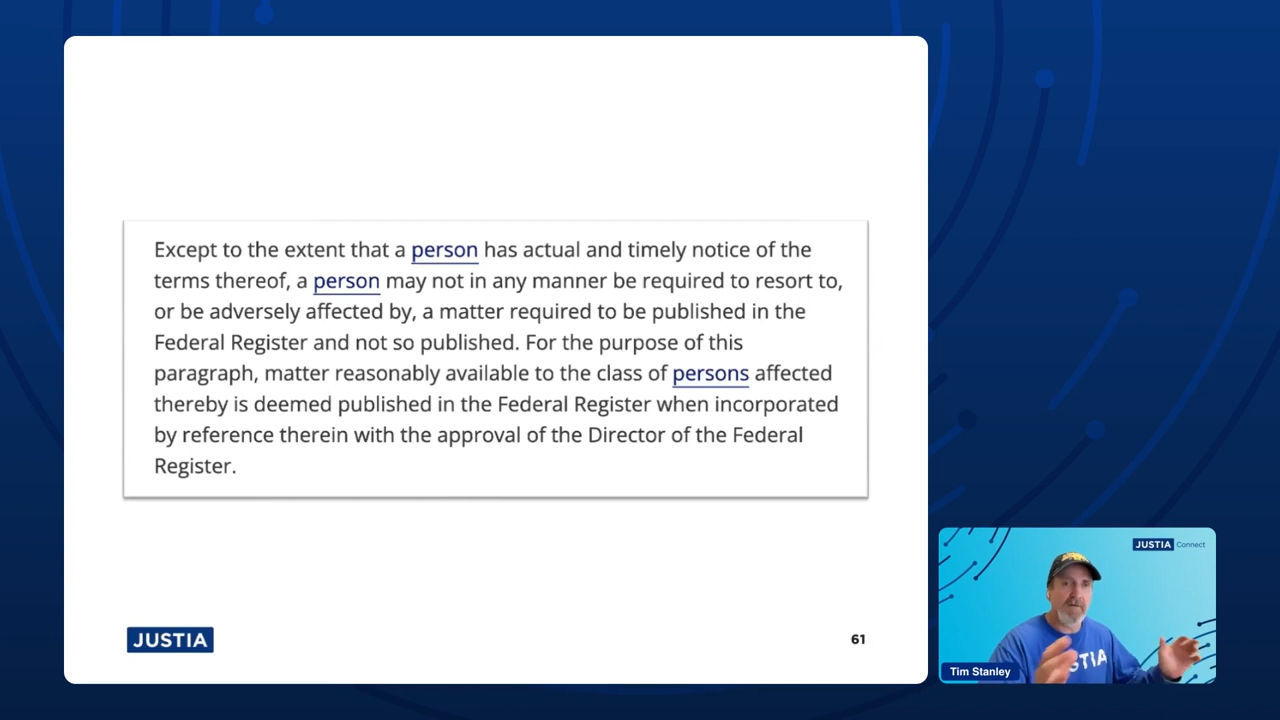 Except to the extent that a person has actual and timely notice of the
terms thereof, a person may not in any manner be required to resort to,
or be adversely affected by, a matter required to be published in the
Federal Register and not so published. For the purpose of this
paragraph, matter reasonably available to the class of persons affected
thereby is deemed published in the Federal Register when incorporated
by reference therein with the approval of the Director of the Federal
Register.
JUSTIA
61
JUSTIA Connect
STIA
Tim Stanley